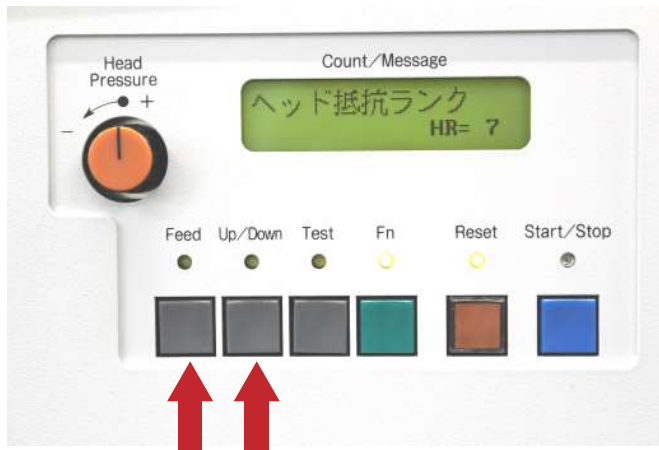 Head
Pressure
+
−
Count/Message
ヘッド抵抗ランク
HR= 7
Feed
Up/Down
Test
Fn
Reset
Start/Stop